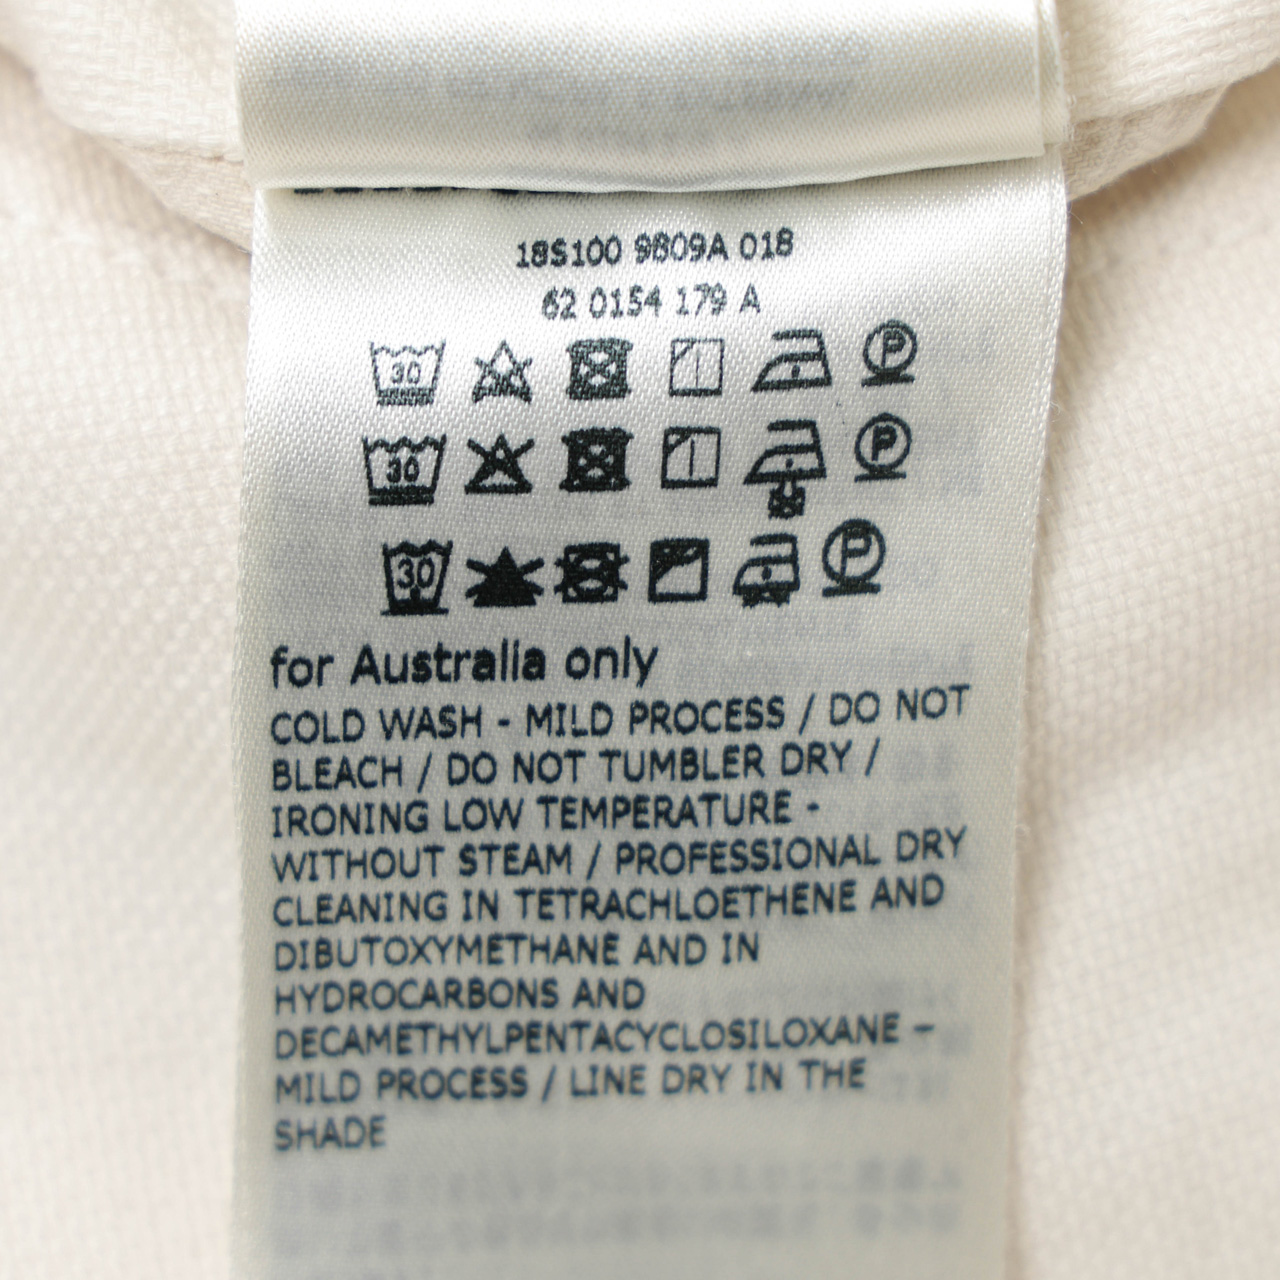 18S100 9809A 018
62 0154 179 A
30 P
30 P
30 P
for Australia only
COLD WASH - MILD PROCESS / DO NOT
BLEACH / DO NOT TUMBLER DRY /
IRONING LOW TEMPERATURE -
WITHOUT STEAM / PROFESSIONAL DRY
CLEANING IN TETRACHLOETHENE AND
DIBUTOXYMETHANE AND IN
HYDROCARBONS AND
DECAMETHYLPENTACYCLOSILOXANE –
MILD PROCESS / LINE DRY IN THE
SHADE